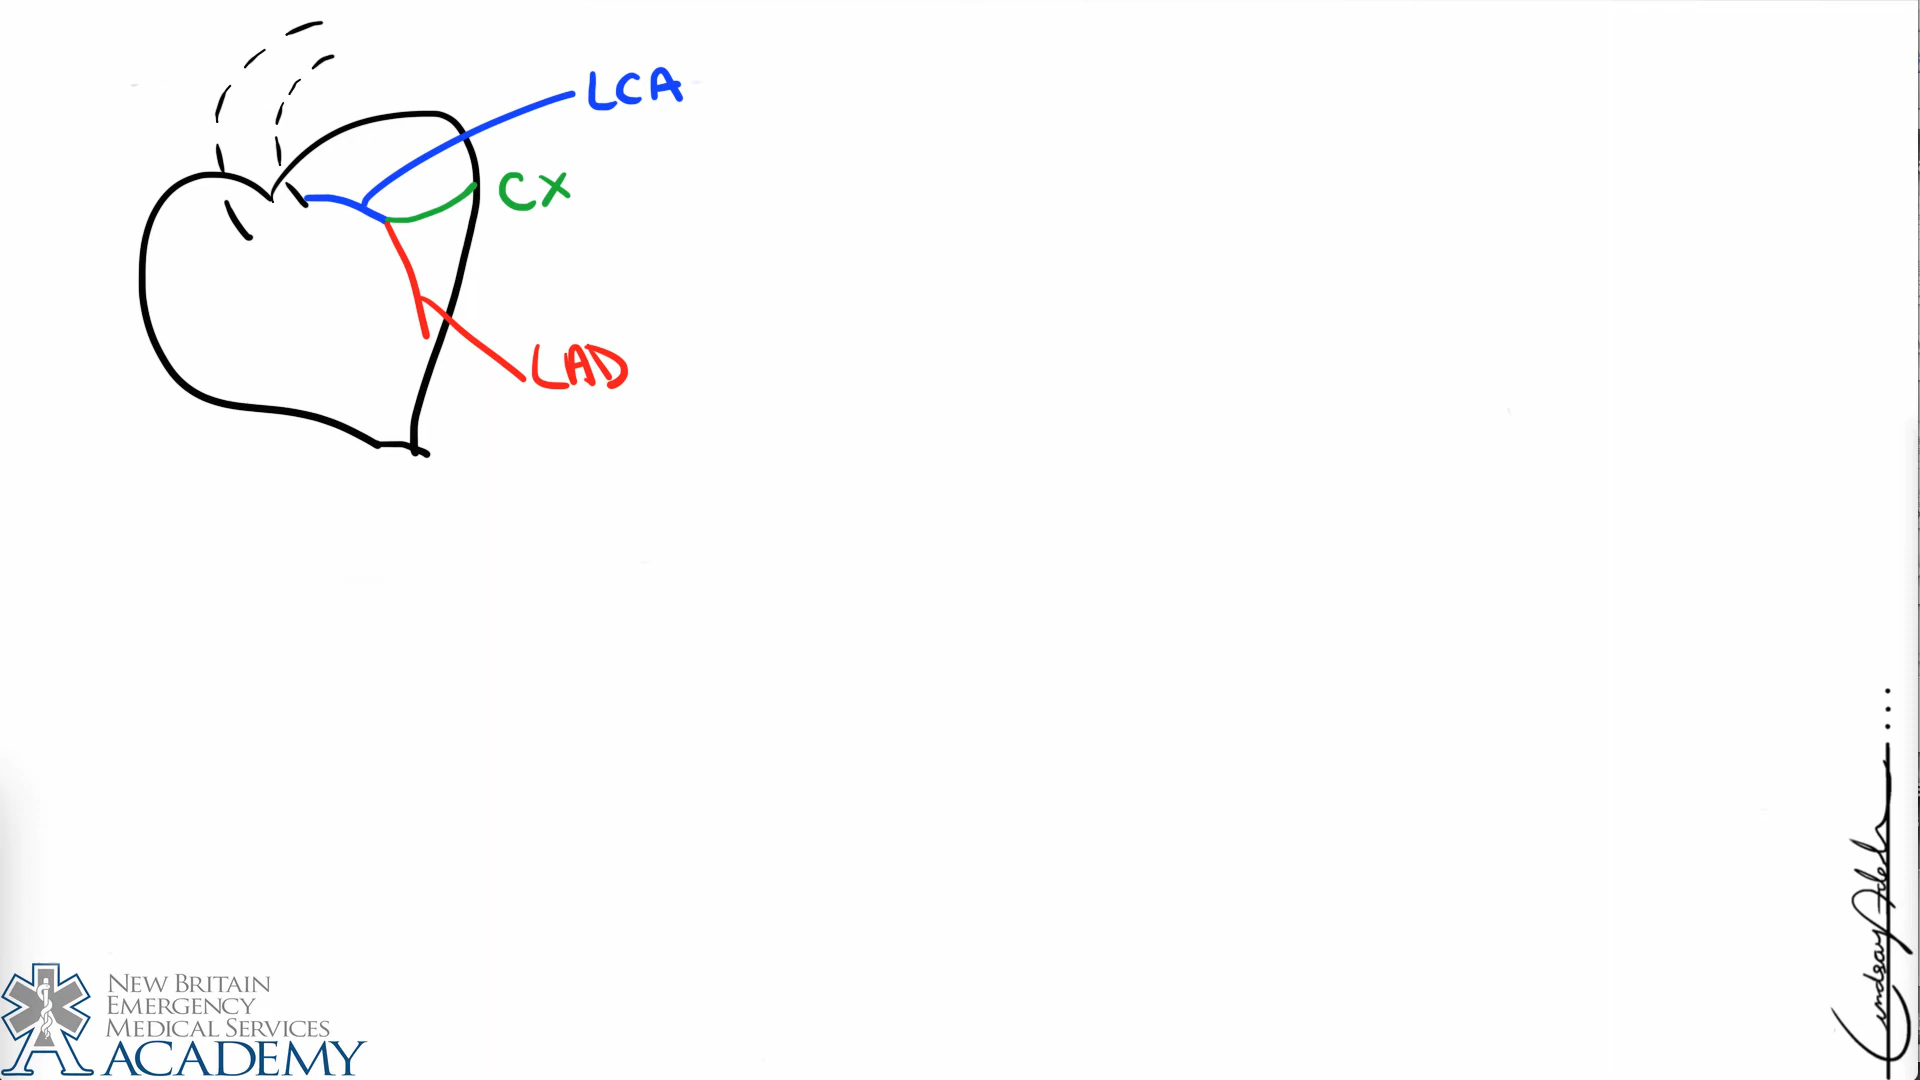 LCA
CX
LAD
NEW BRITAIN
EMERGENCY
MEDICAL SERVICES
ACADEMY